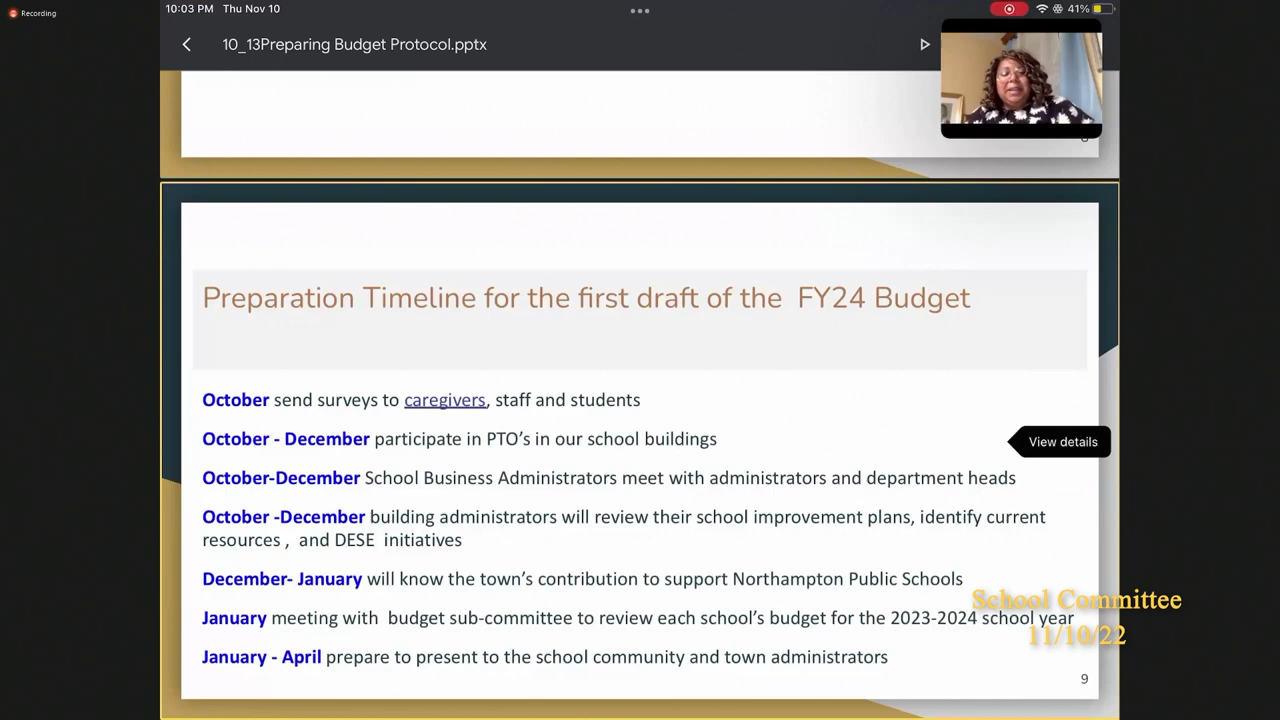 Recording
10:03 PM Thu Nov 10
41%
10_13Preparing Budget Protocol.pptx
Preparation Timeline for the first draft of the FY24 Budget
October send surveys to caregivers, staff and students
October - December participate in PTO's in our school buildings
View details
October-December School Business Administrators meet with administrators and department heads
October -December building administrators will review their school improvement plans, identify current
resources , and DESE initiatives
December- January will know the town's contribution to support Northampton Public Schools
School Committee
January meeting with budget sub-committee to review each school's budget for the 2023-2024 school year
11/10/22
January - April prepare to present to the school community and town administrators
9